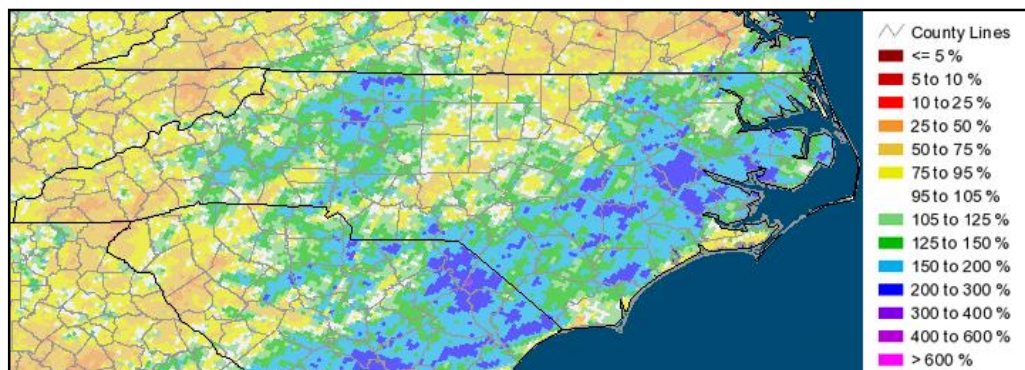 County Lines
<= 5 %
5 to 10 %
10 to 25 %
25 to 50 %
50 to 75 %
75 to 95 %
95 to 105 %
105 to 125 %
125 to 150 %
150 to 200 %
200 to 300 %
300 to 400 %
400 to 600 %
> 600 %